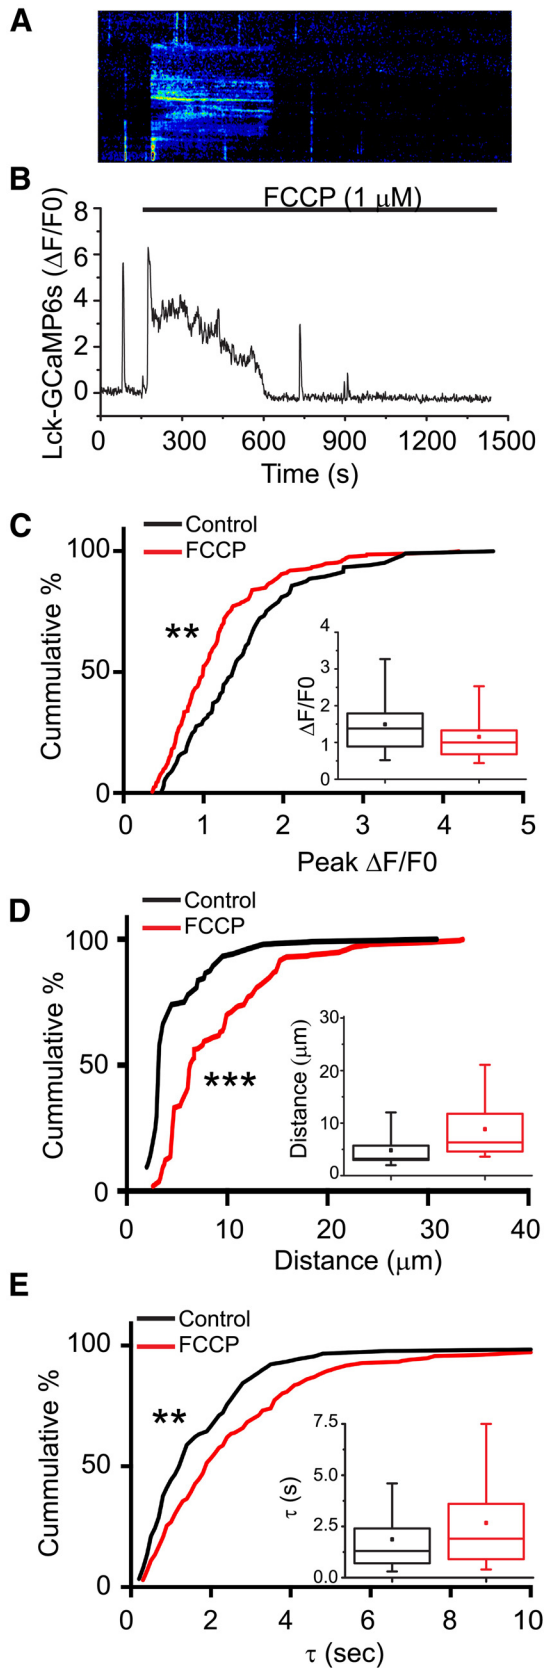 A
B
FCCP (1 μM)
Lck-GCaMP6s (ΔF/F0)
8
6
4
2
0
0 300 600 900 1200 1500
Time (s)
C
Control
FCCP
Cummulative %
100
50
0
**
ΔF/F0
4
3
2
1
0
0 1 2 3 4 5
Peak ΔF/F0
D
Control
FCCP
Cummulative %
100
50
0
***
Distance (μm)
30
20
10
0
0 10 20 30 40
Distance (μm)
E
Control
FCCP
Cummulative %
100
50
0
**
τ (s)
7.5
5.0
2.5
0.0
0 2 4 6 8 10
τ (sec)